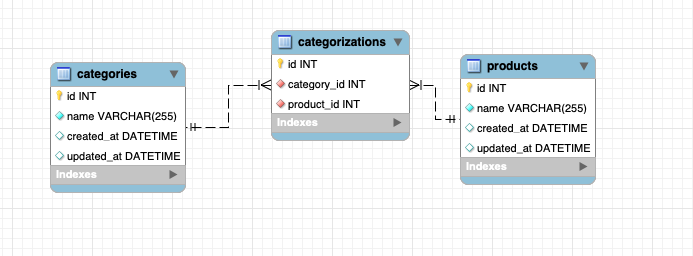 categories
id INT
name VARCHAR(255)
created_at DATETIME
updated_at DATETIME
Indexes
categorizations
id INT
category_id INT
product_id INT
Indexes
products
id INT
name VARCHAR(255)
created_at DATETIME
updated_at DATETIME
Indexes